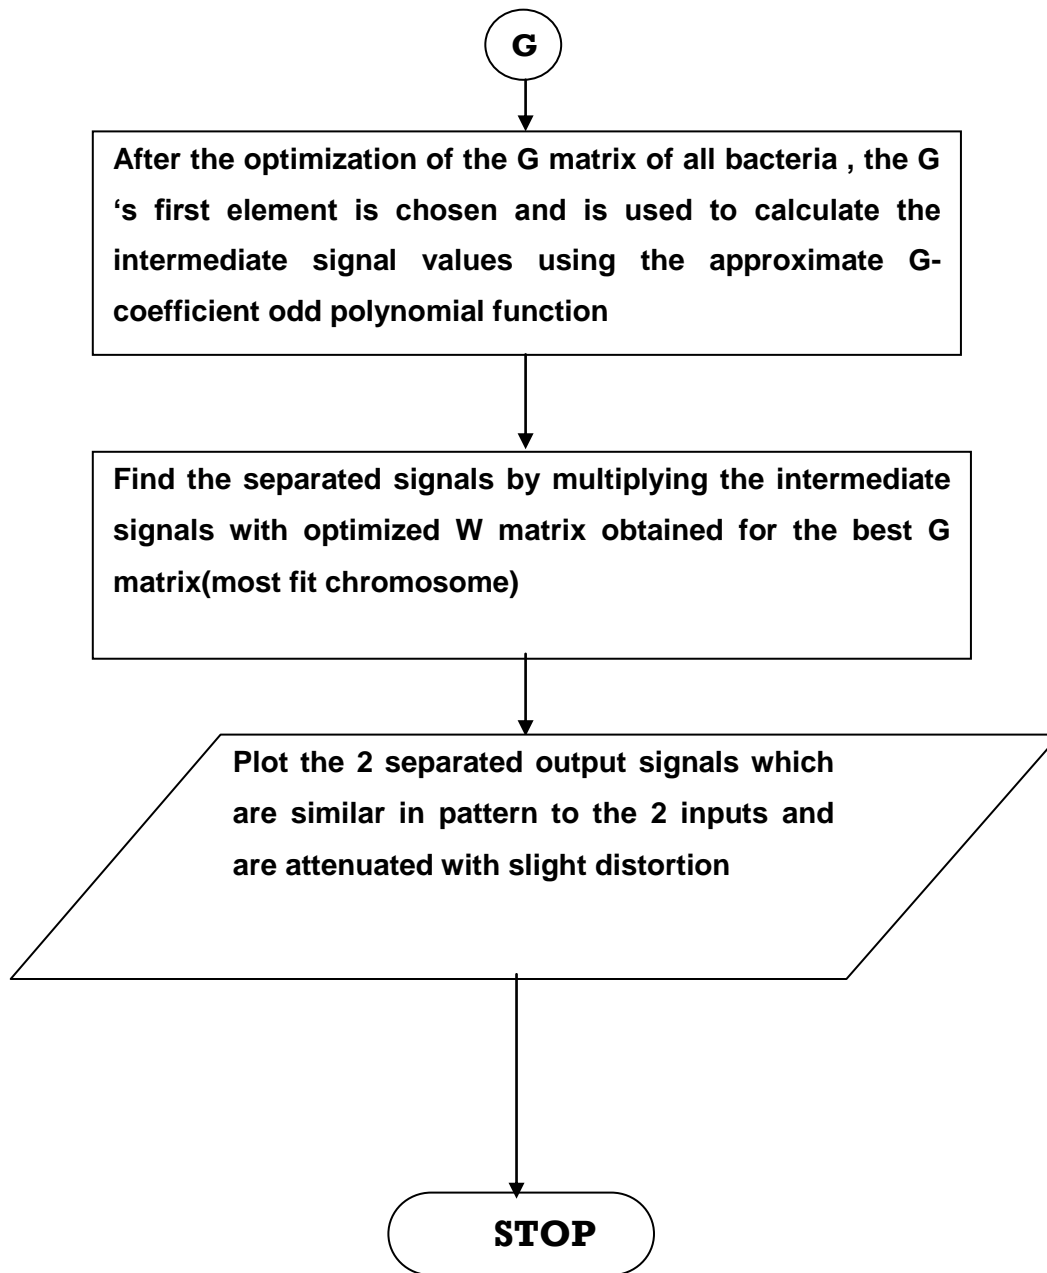 G
After the optimization of the G matrix of all bacteria , the G
‘s first element is chosen and is used to calculate the
intermediate signal values using the approximate G-
coefficient odd polynomial function
Find the separated signals by multiplying the intermediate
signals with optimized W matrix obtained for the best G
matrix(most fit chromosome)
Plot the 2 separated output signals which
are similar in pattern to the 2 inputs and
are attenuated with slight distortion
STOP